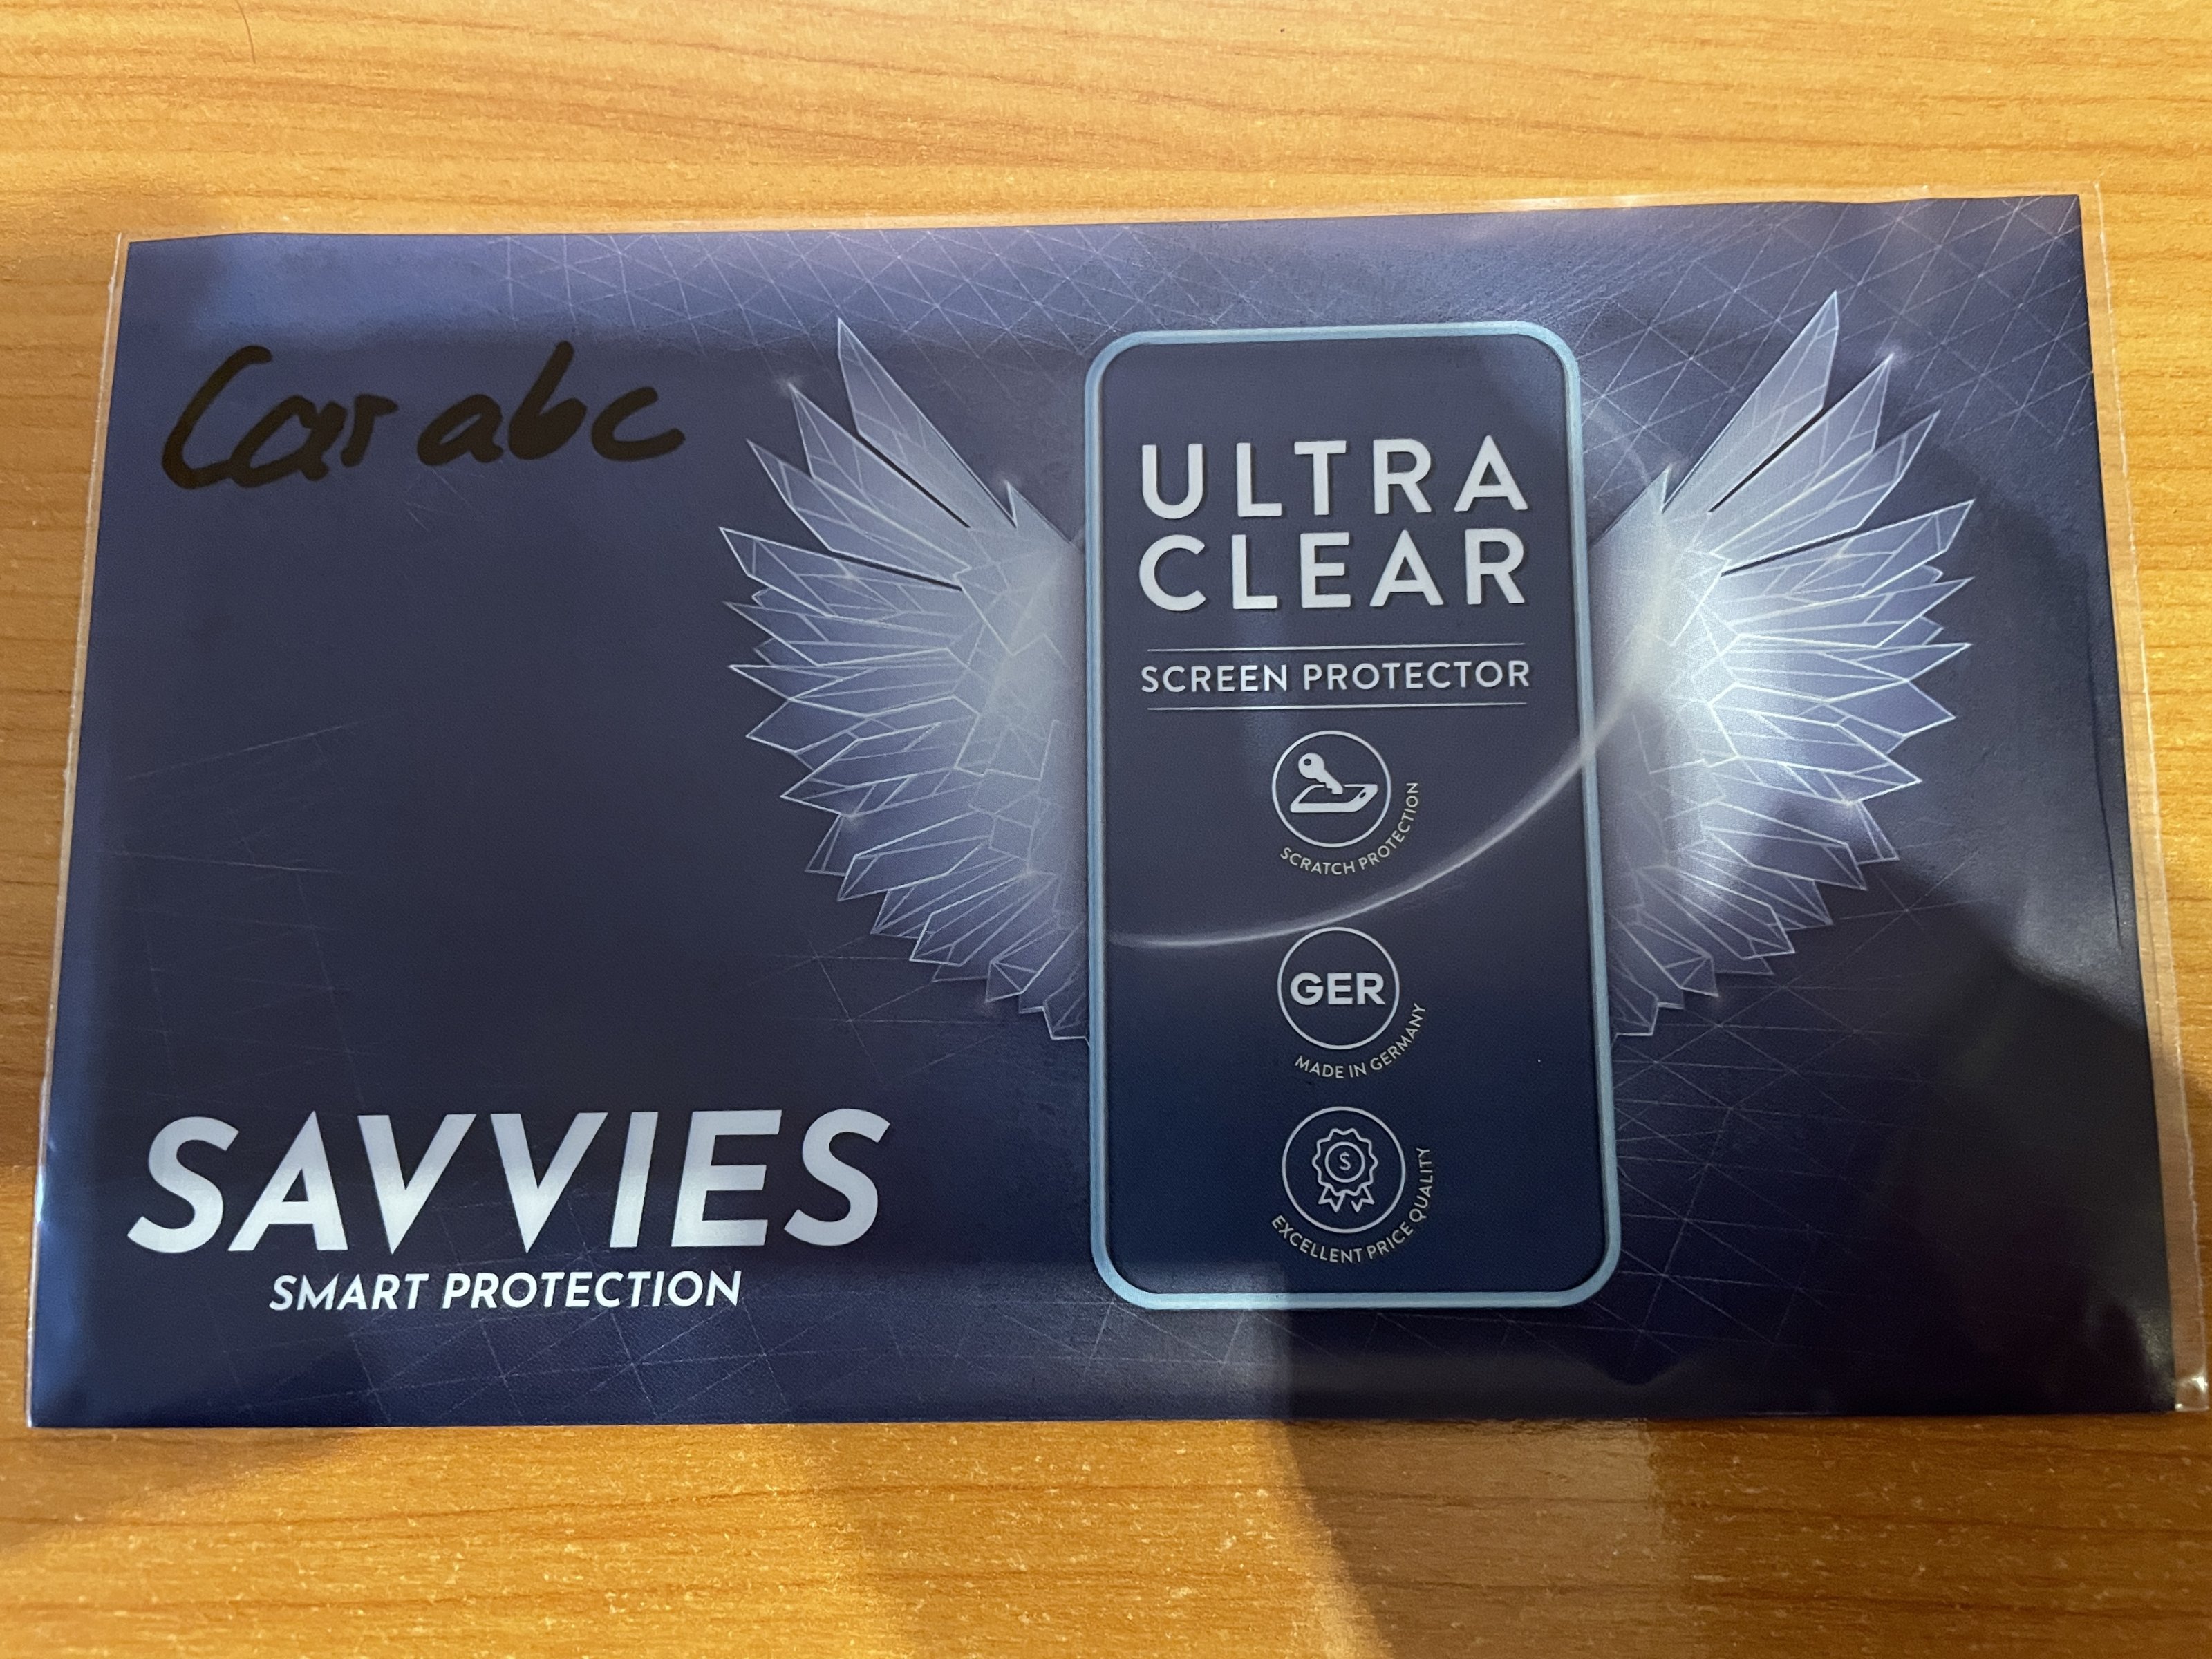 Car abc
ULTRA
CLEAR
SCREEN PROTECTOR
SCRATCH PROTECTION
GER
MADE IN GERMANY
$
EXCELLENT PRICE QUALITY
SAVVIES
SMART PROTECTION